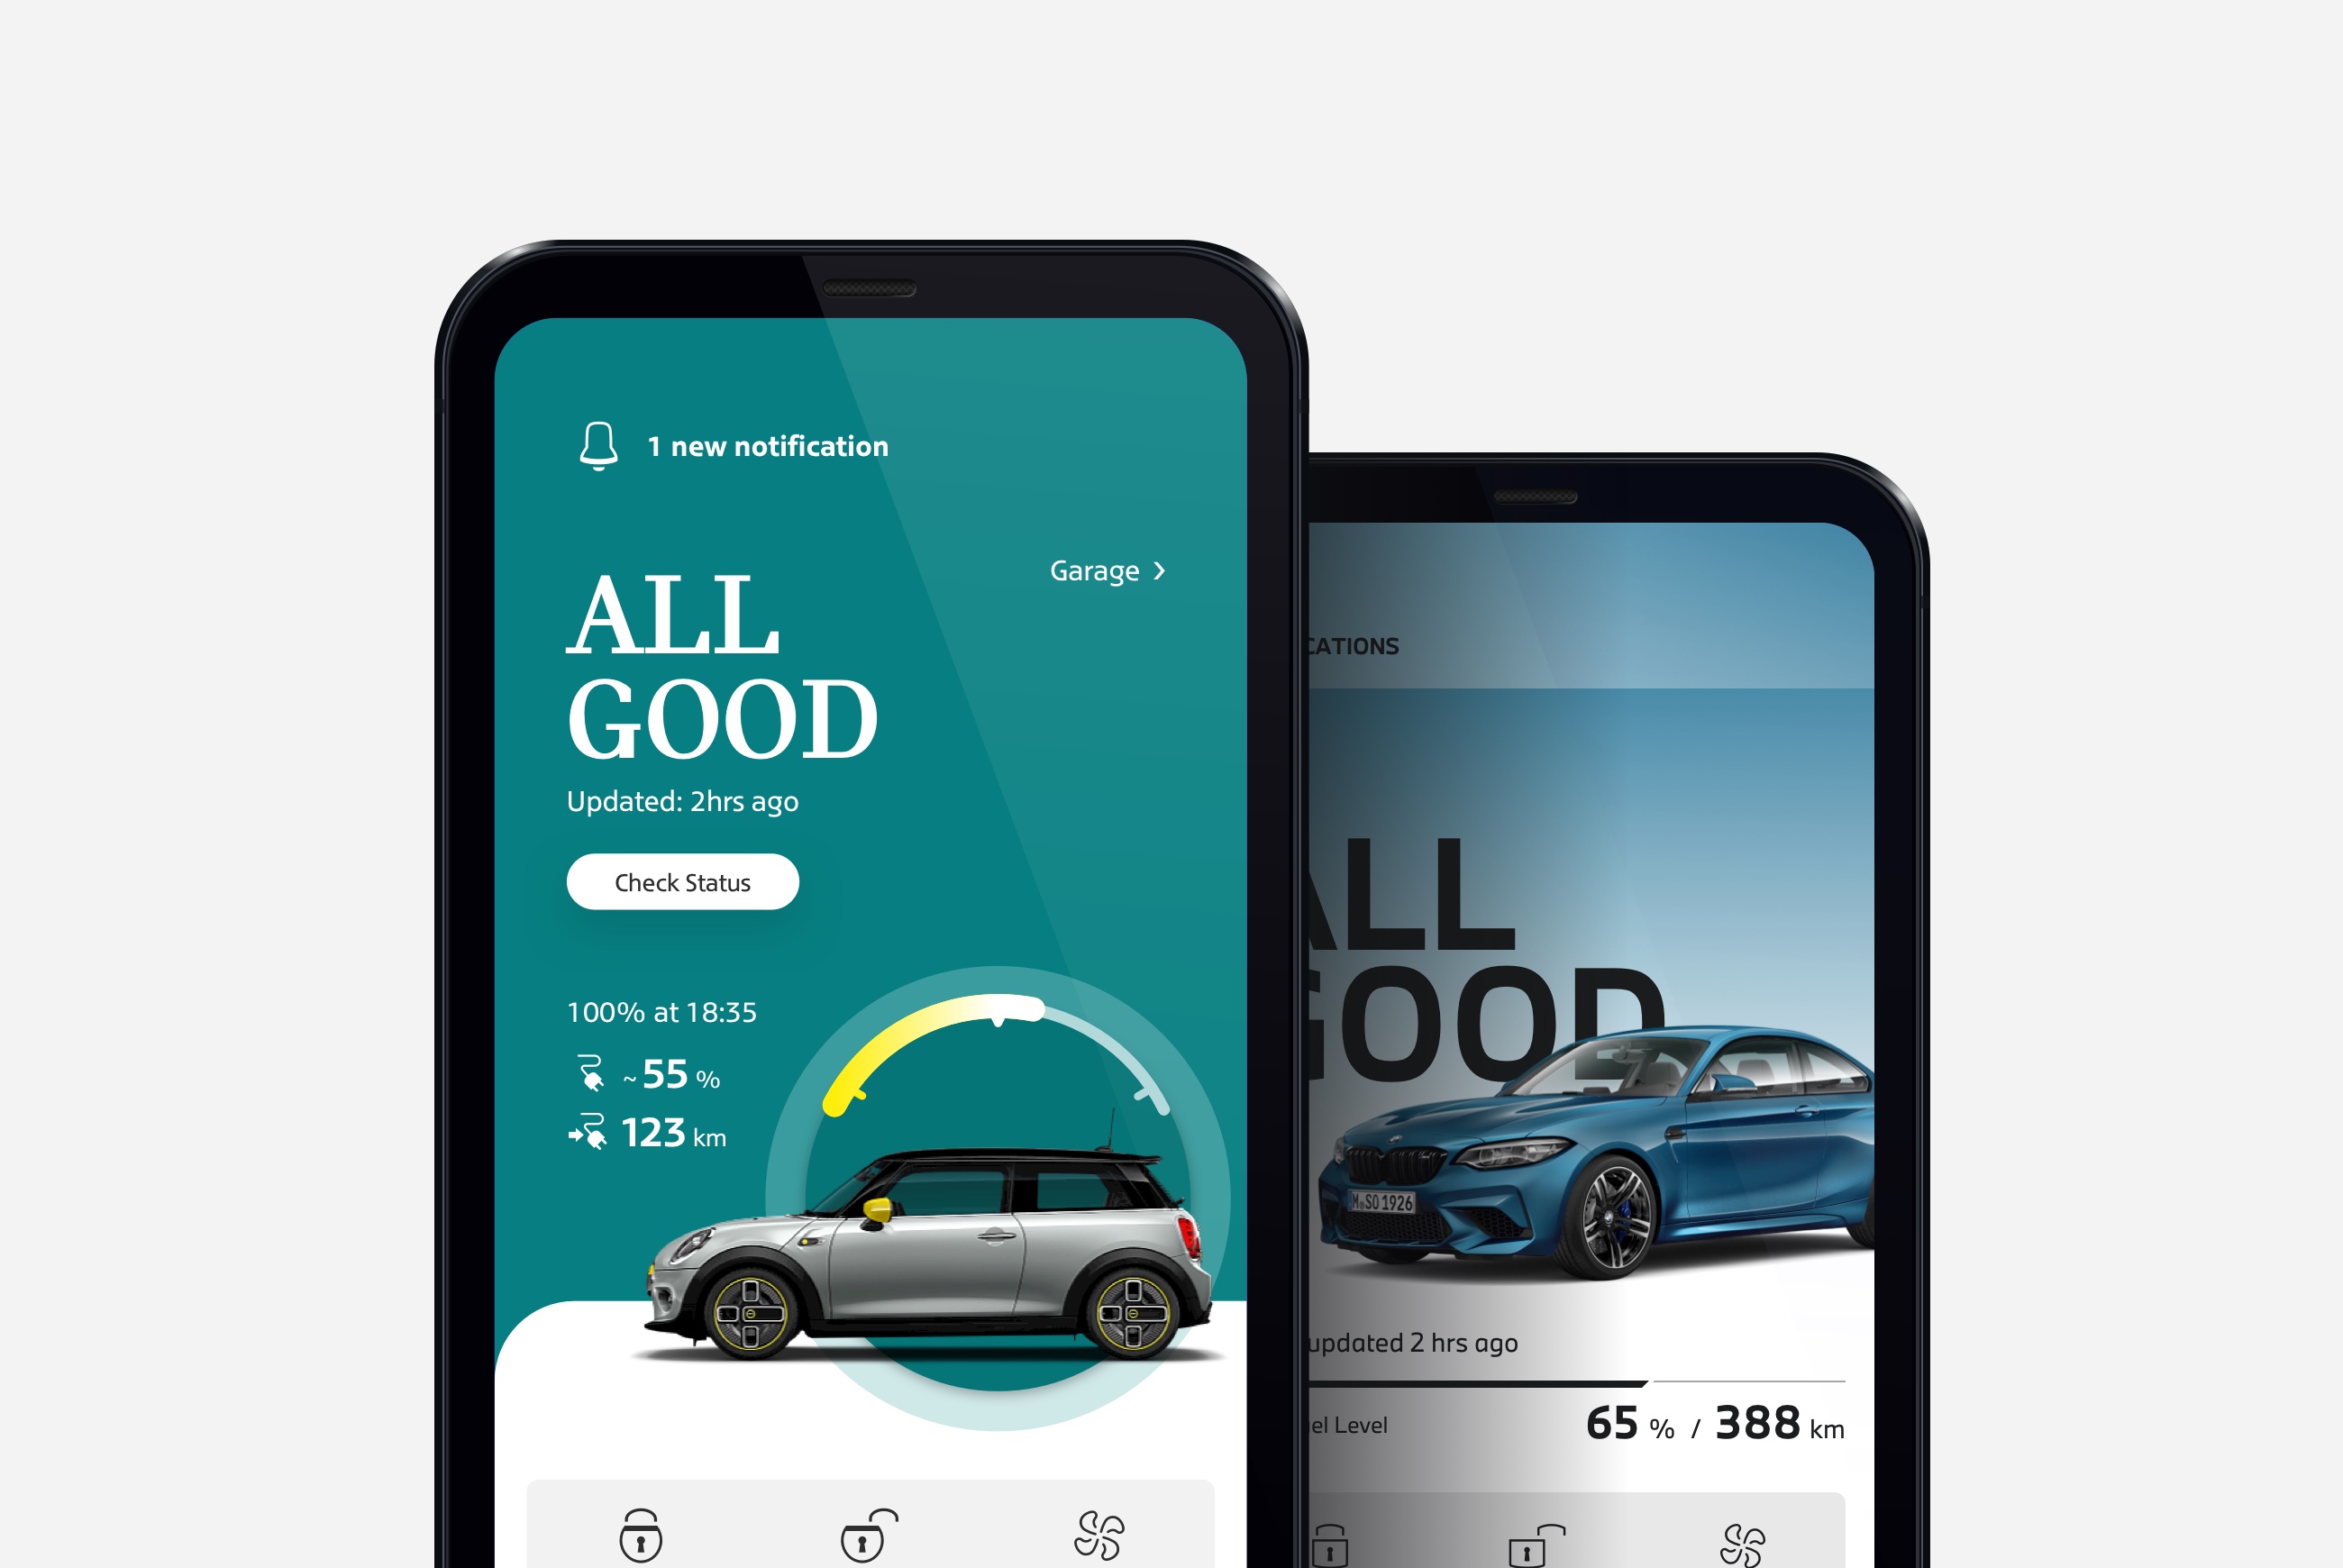 1 new notification
Garage
ALL
GOOD
Updated: 2hrs ago
Check Status
100% at 18:35
~ 55 %
123 km
CATIONS
ALL
GOOD
M SO 1926
updated 2 hrs ago
el Level
65 % / 388 km